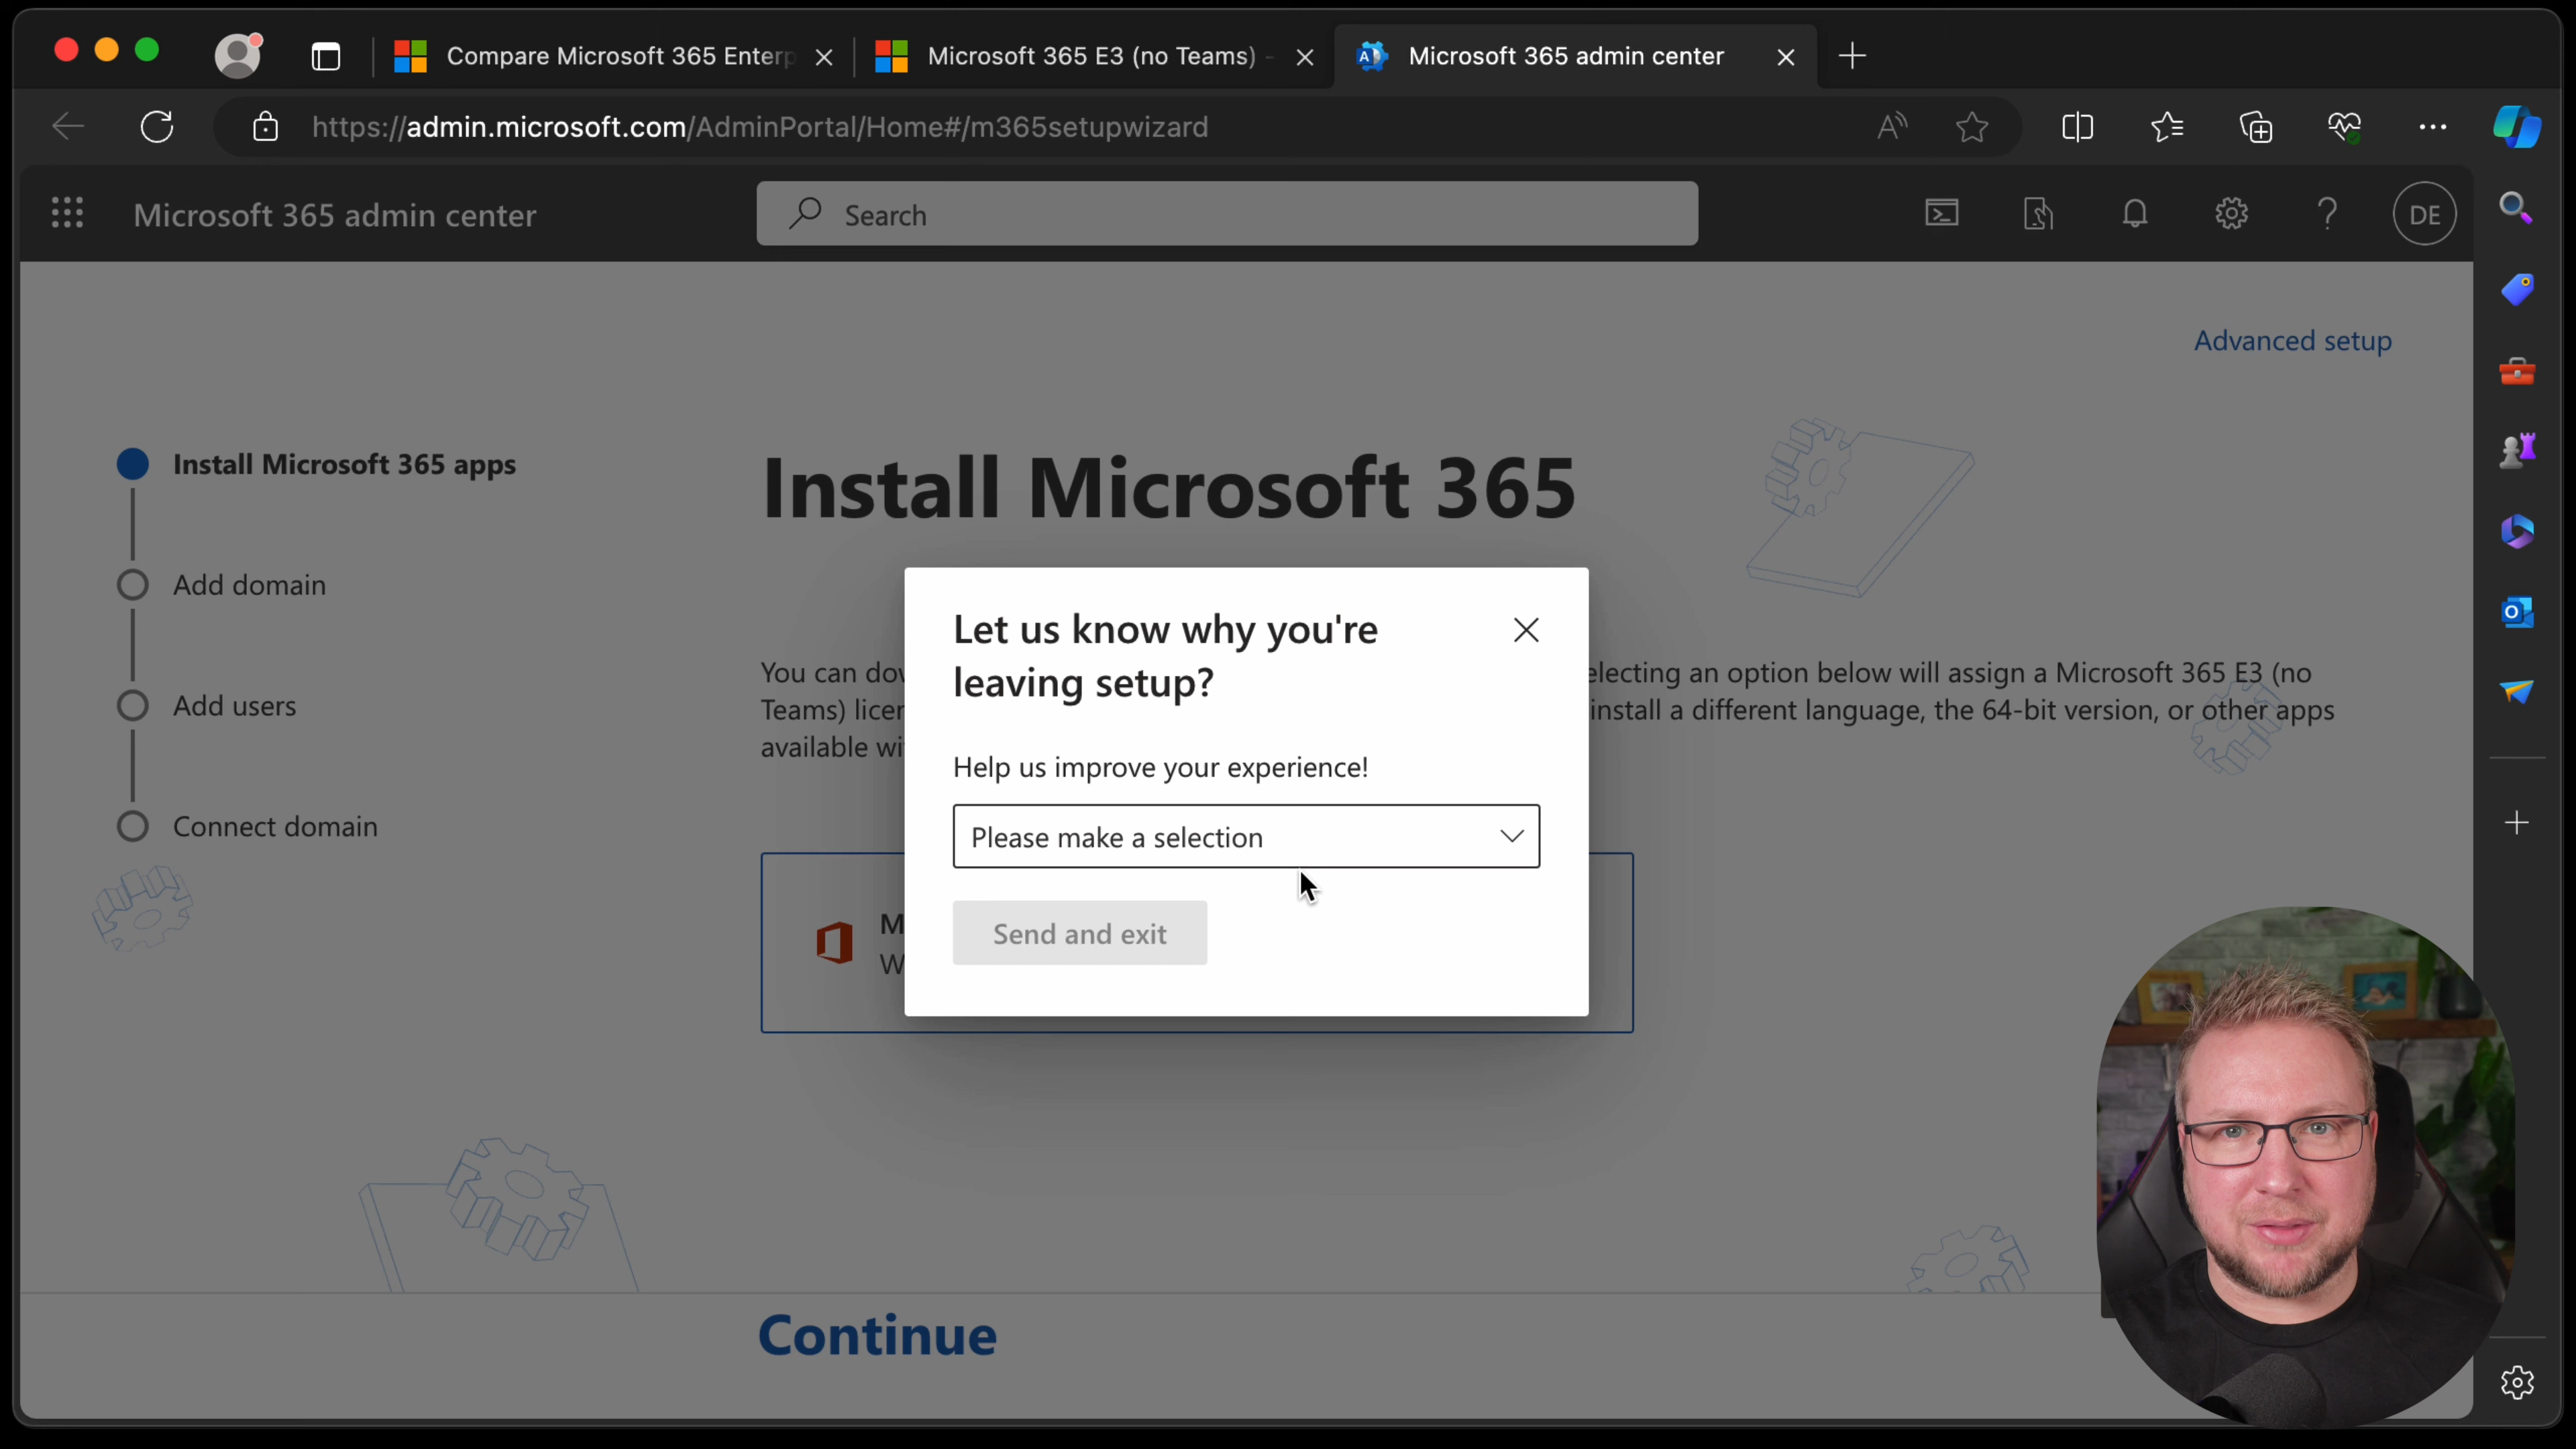 Compare Microsoft 365 Enterp
Microsoft 365 E3 (no Teams) -
Microsoft 365 admin center
https://admin.microsoft.com/AdminPortal/Home#/m365setupwizard
Microsoft 365 admin center
Search
DE
Advanced setup
Install Microsoft 365 apps
Add domain
Add users
Connect domain
Install Microsoft 365
You can dow
electing an option below will assign a Microsoft 365 E3 (no
Teams) licen
install a different language, the 64-bit version, or other apps
available wi
Let us know why you're
leaving setup?
Help us improve your experience!
Please make a selection
Send and exit
M
W
Continue